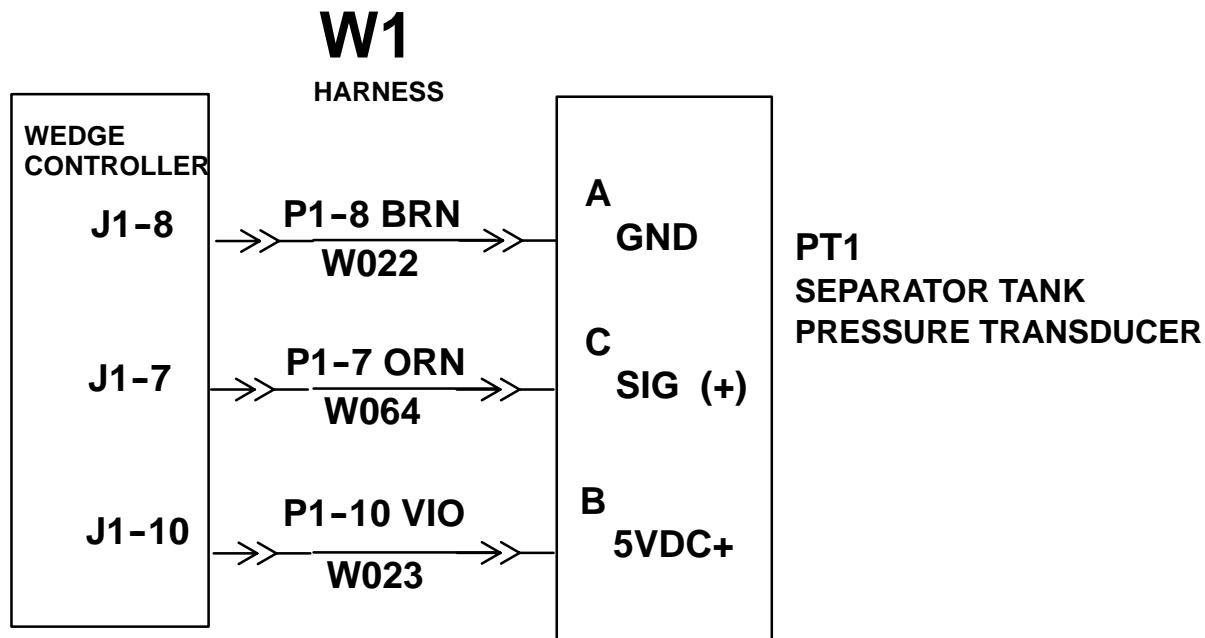 W1
HARNESS
WEDGE
CONTROLLER
J1-8
P1-8 BRN
W022
A
GND
J1-7
P1-7 ORN
W064
C
SIG (+)
J1-10
P1-10 VIO
W023
B
5VDC+
PT1
SEPARATOR TANK
PRESSURE TRANSDUCER